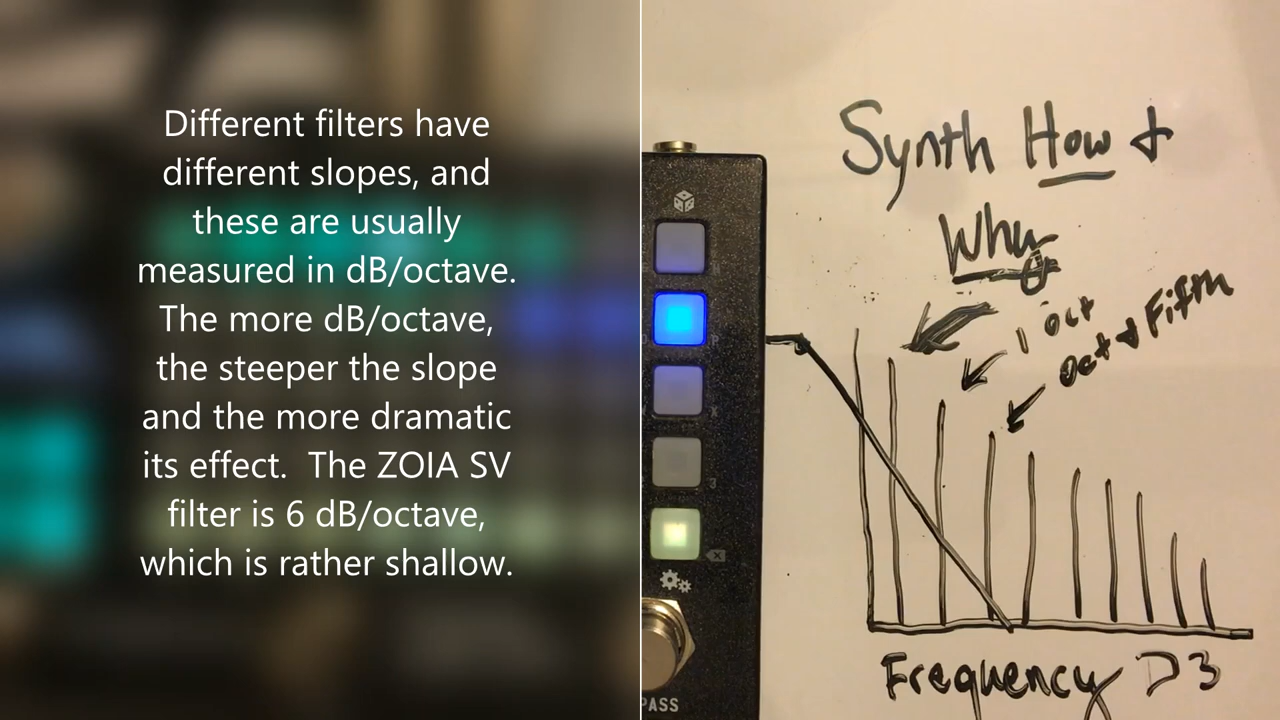 Different filters have
different slopes, and
these are usually
measured in dB/octave.
The more dB/octave,
the steeper the slope
and the more dramatic
its effect.  The ZOIA SV
filter is 6 dB/octave,
which is rather shallow.
Synth How +
Why
1 oct
oct + Fifth
Frequency D3
P
X
3
PASS